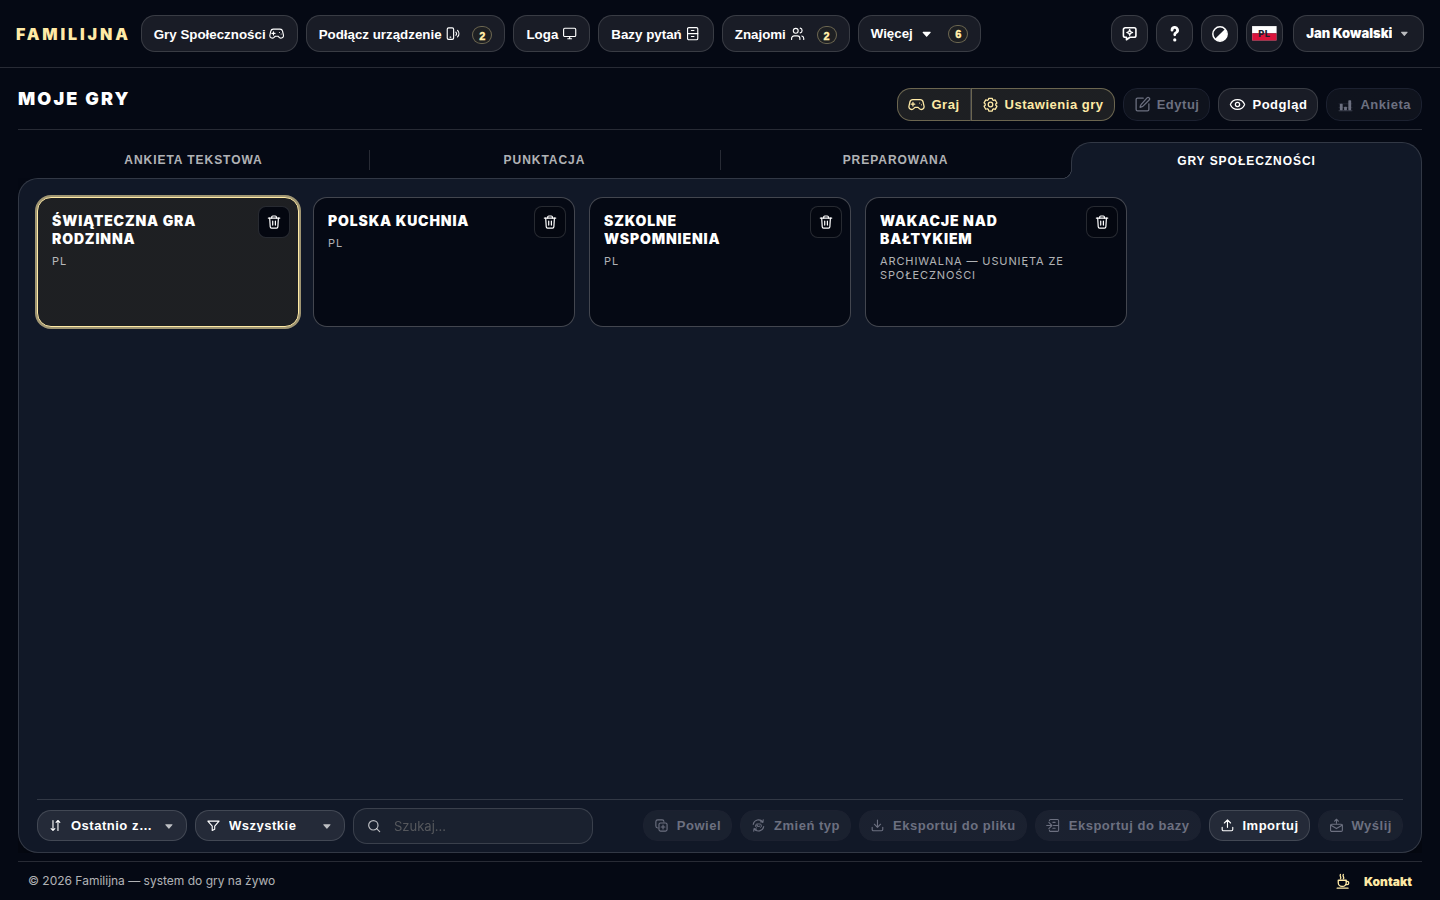 FAMILIJNA
Gry Społeczności
Podłącz urządzenie 2
Loga
Bazy pytań
Znajomi 2
Więcej 6
?
PL
Jan Kowalski
MOJE GRY
Graj
Ustawienia gry
Edytuj
Podgląd
Ankieta
ANKIETA TEKSTOWA
PUNKTACJA
PREPAROWANA
GRY SPOŁECZNOŚCI
ŚWIĄTECZNA GRA
RODZINNA
PL
POLSKA KUCHNIA
PL
SZKOLNE
WSPOMNIENIA
PL
WAKACJE NAD
BAŁTYKIEM
ARCHIWALNA — USUNIĘTA ZE
SPOŁECZNOŚCI
Ostatnio z...
Wszystkie
Szukaj...
Powiel
Zmień typ
Eksportuj do pliku
Eksportuj do bazy
Importuj
Wyślij
© 2026 Familijna — system do gry na żywo
Kontakt